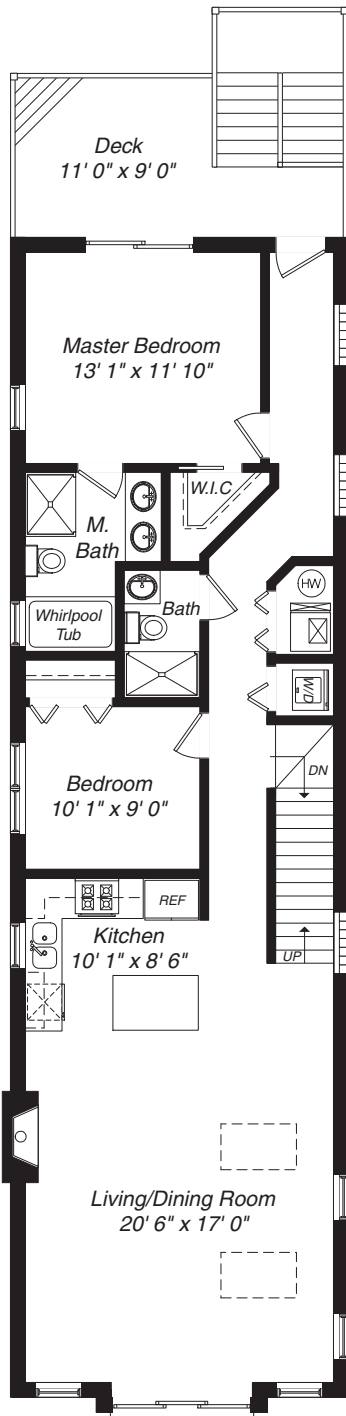 Deck
11' 0" x 9' 0"
Master Bedroom
13' 1" x 11' 10"
W.I.C
M.
Bath
HW
Bath
Whirlpool
Tub
W/D
DN
Bedroom
10' 1" x 9' 0"
REF
Kitchen
10' 1" x 8' 6"
UP
Living/Dining Room
20' 6" x 17' 0"